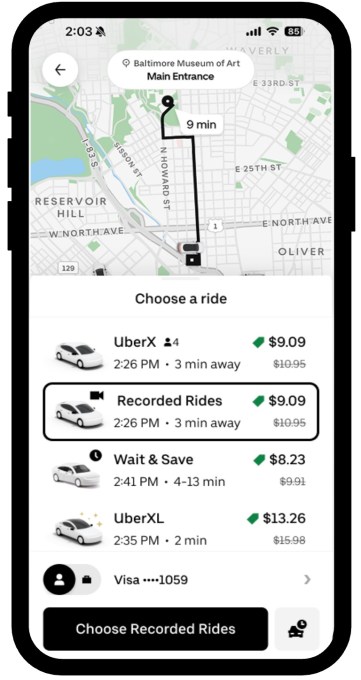 2:03
85
WAVERLY
Baltimore Museum of Art
Main Entrance
E 33RD ST
9 min
I-83 S
SISSON ST
N HOWARD ST
E 25TH ST
RESERVOIR
HILL
1
E NORTH AVE
W NORTH AVE
OLIVER
129
Choose a ride
UberX 4 $9.09
2:26 PM • 3 min away $10.95
Recorded Rides $9.09
2:26 PM • 3 min away $10.95
Wait & Save $8.23
2:41 PM • 4-13 min $9.91
UberXL $13.26
2:35 PM • 2 min $15.98
Visa ••••1059
Choose Recorded Rides